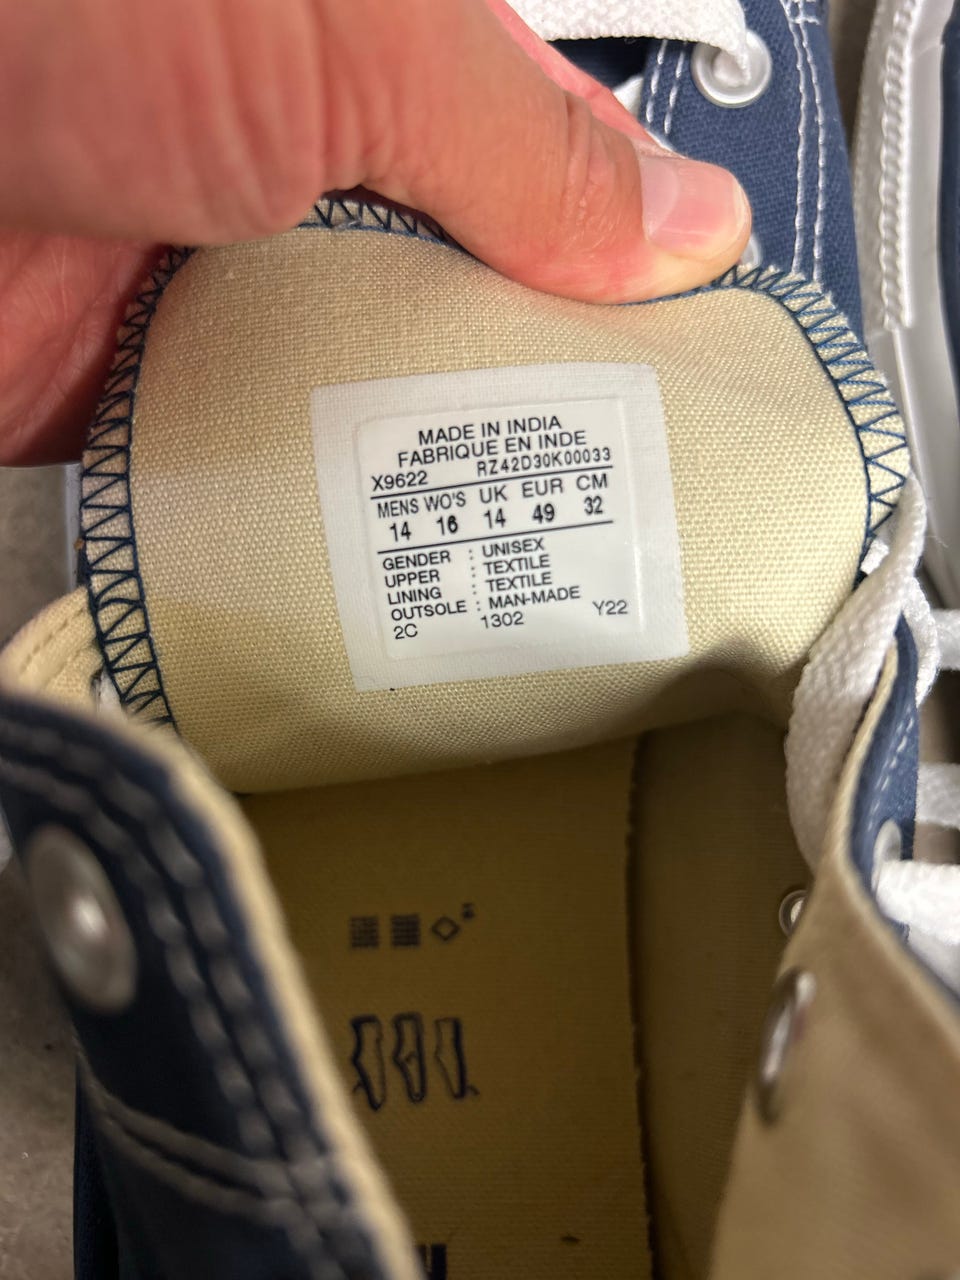 MADE IN INDIA
FABRIQUE EN INDE
X9622 RZ42D30K00033
MENS WO'S UK EUR CM
14 16 14 49 32
GENDER : UNISEX
UPPER : TEXTILE
LINING : TEXTILE
OUTSOLE : MAN-MADE
2C 1302 Y22